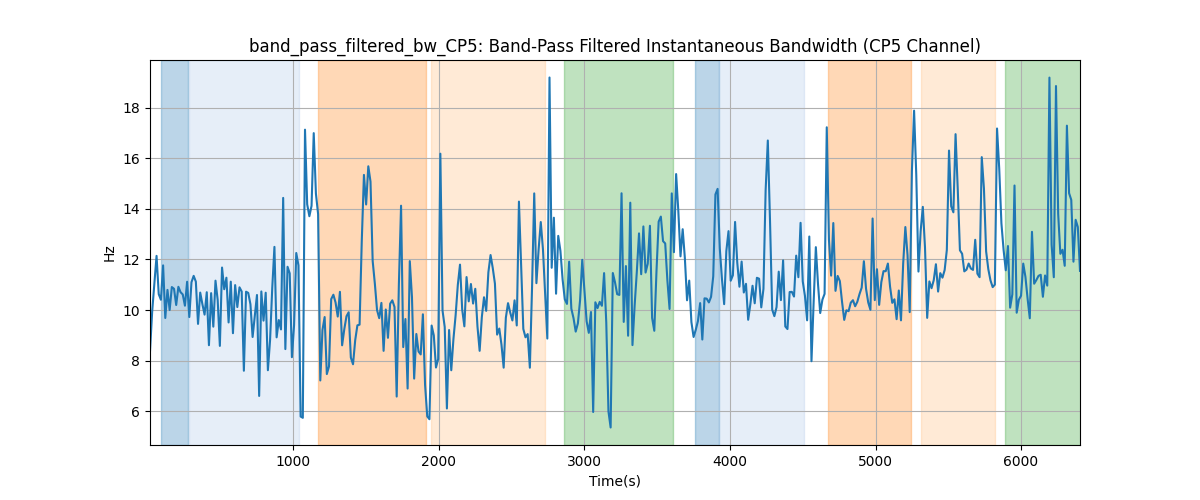 band_pass_filtered_bw_CP5: Band-Pass Filtered Instantaneous Bandwidth (CP5 Channel)
18
16
14
12
10
8
6
Hz
1000 2000 3000 4000 5000 6000
Time(s)